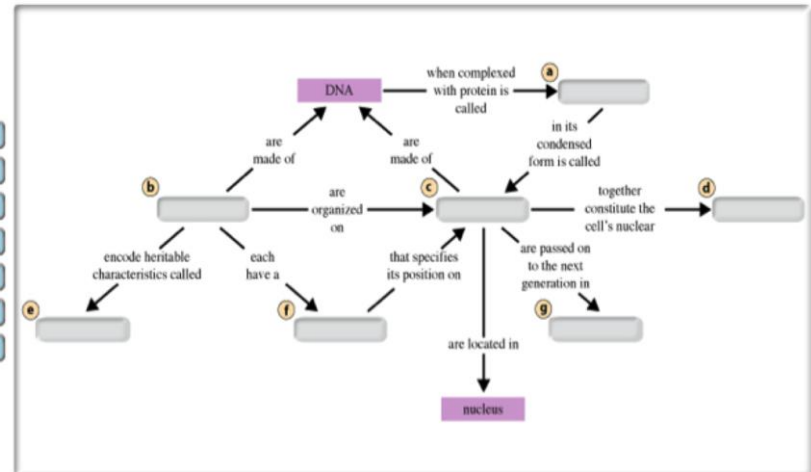 when complexed
a
DNA
with protein is
called
in its
condensed
form is called
are
made of
are
made of
b
c
d
are
organized
on
together
constitute the
cell's nuclear
encode heritable
characteristics called
each
have a
that specifies
its position on
are passed on
to the next
generation in
e
f
g
are located in
nucleus